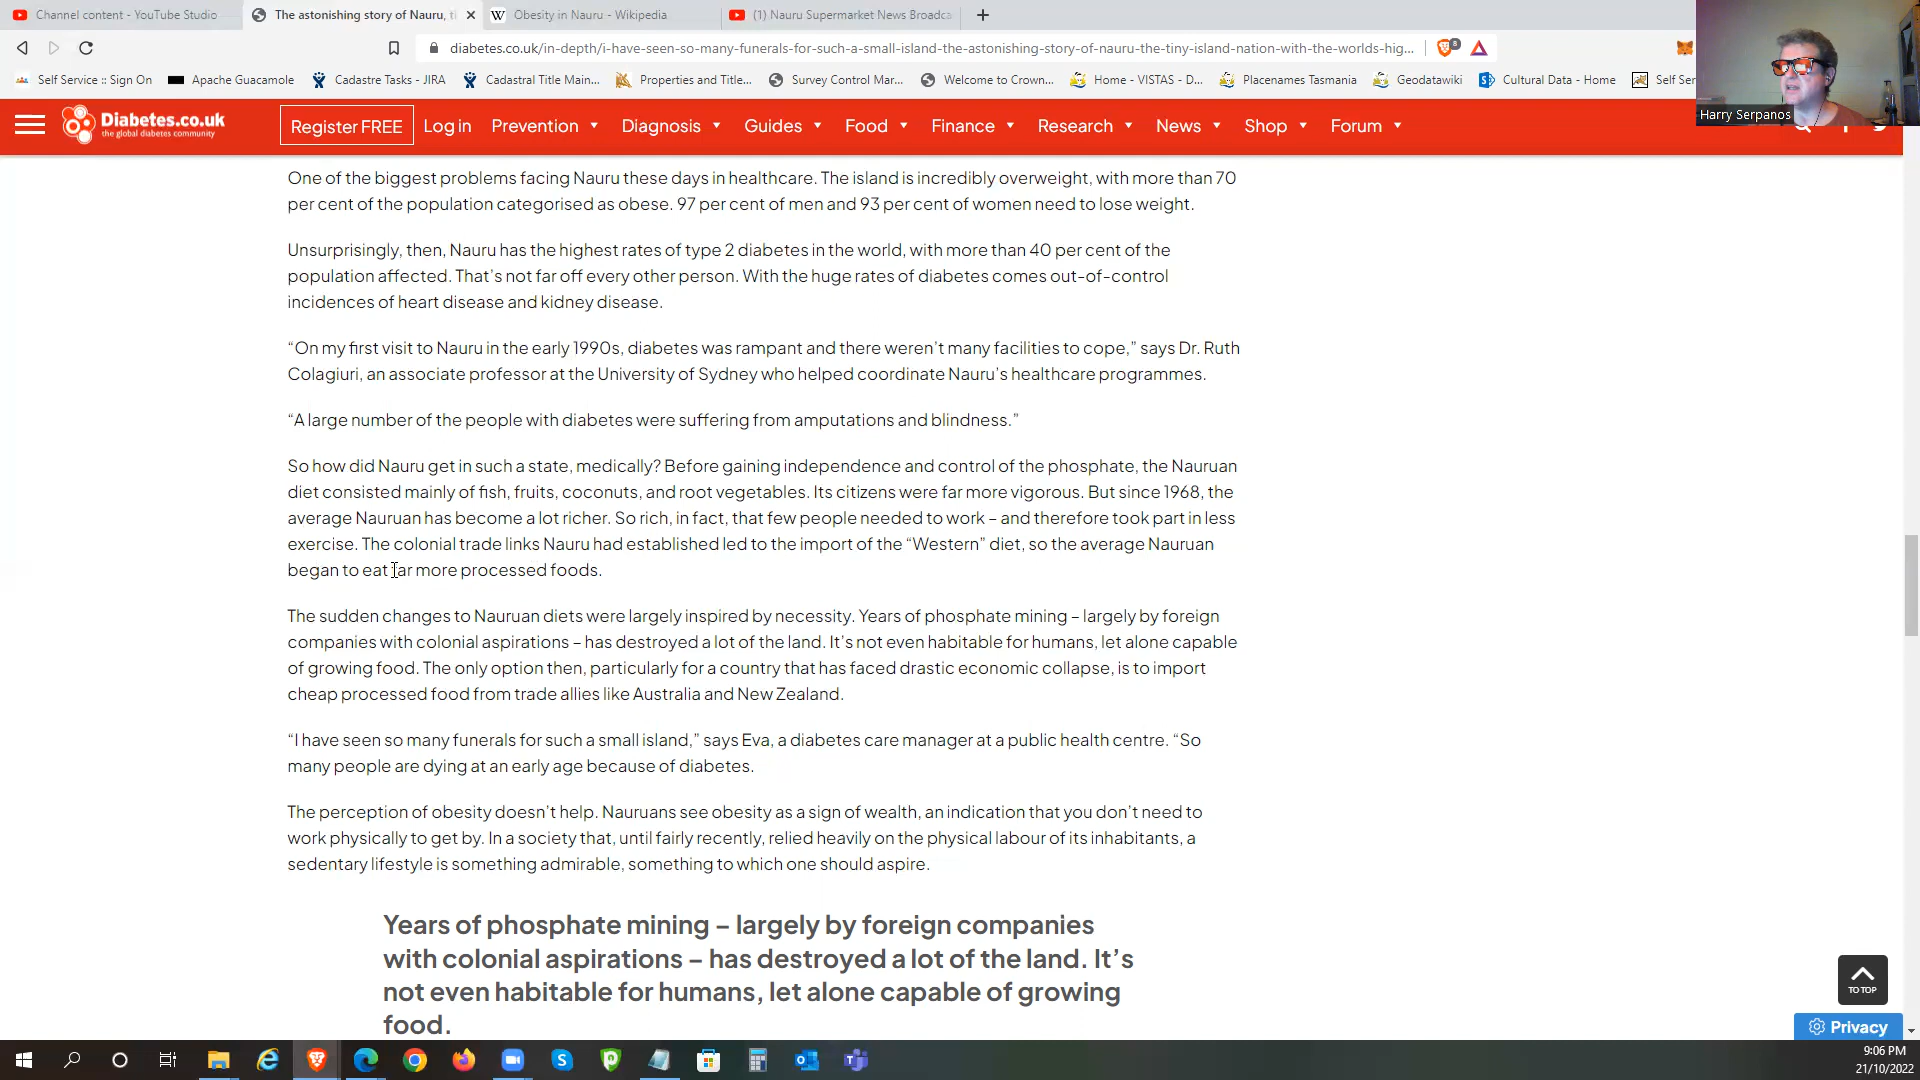 Channel content - YouTube Studio
The astonishing story of Nauru, t
Obesity in Nauru - Wikipedia
(1) Nauru Supermarket News Broadca
diabetes.co.uk/in-depth/i-have-seen-so-many-funerals-for-such-a-small-island-the-astonishing-story-of-nauru-the-tiny-island-nation-with-the-worlds-hig...
8
Self Service :: Sign On
Apache Guacamole
Cadastre Tasks - JIRA
Cadastral Title Main...
Properties and Title...
Survey Control Mar...
Welcome to Crown...
Home - VISTAS - D...
Placenames Tasmania
Geodatawiki
Cultural Data - Home
Self Ser
Harry Serpanos
Diabetes.co.uk
the global diabetes community
Register FREE
Log in
Prevention
Diagnosis
Guides
Food
Finance
Research
News
Shop
Forum
One of the biggest problems facing Nauru these days in healthcare. The island is incredibly overweight, with more than 70
per cent of the population categorised as obese. 97 per cent of men and 93 per cent of women need to lose weight.
Unsurprisingly, then, Nauru has the highest rates of type 2 diabetes in the world, with more than 40 per cent of the
population affected. That's not far off every other person. With the huge rates of diabetes comes out-of-control
incidences of heart disease and kidney disease.
“On my first visit to Nauru in the early 1990s, diabetes was rampant and there weren't many facilities to cope,” says Dr. Ruth
Colagiuri, an associate professor at the University of Sydney who helped coordinate Nauru's healthcare programmes.
“A large number of the people with diabetes were suffering from amputations and blindness.”
So how did Nauru get in such a state, medically? Before gaining independence and control of the phosphate, the Nauruan
diet consisted mainly of fish, fruits, coconuts, and root vegetables. Its citizens were far more vigorous. But since 1968, the
average Nauruan has become a lot richer. So rich, in fact, that few people needed to work – and therefore took part in less
exercise. The colonial trade links Nauru had established led to the import of the “Western” diet, so the average Nauruan
began to eat far more processed foods.
The sudden changes to Nauruan diets were largely inspired by necessity. Years of phosphate mining – largely by foreign
companies with colonial aspirations – has destroyed a lot of the land. It's not even habitable for humans, let alone capable
of growing food. The only option then, particularly for a country that has faced drastic economic collapse, is to import
cheap processed food from trade allies like Australia and New Zealand.
“I have seen so many funerals for such a small island,” says Eva, a diabetes care manager at a public health centre. “So
many people are dying at an early age because of diabetes.
The perception of obesity doesn't help. Nauruans see obesity as a sign of wealth, an indication that you don't need to
work physically to get by. In a society that, until fairly recently, relied heavily on the physical labour of its inhabitants, a
sedentary lifestyle is something admirable, something to which one should aspire.
Years of phosphate mining – largely by foreign companies
with colonial aspirations – has destroyed a lot of the land. It's
not even habitable for humans, let alone capable of growing
food.
TO TOP
Privacy
9:06 PM
21/10/2022